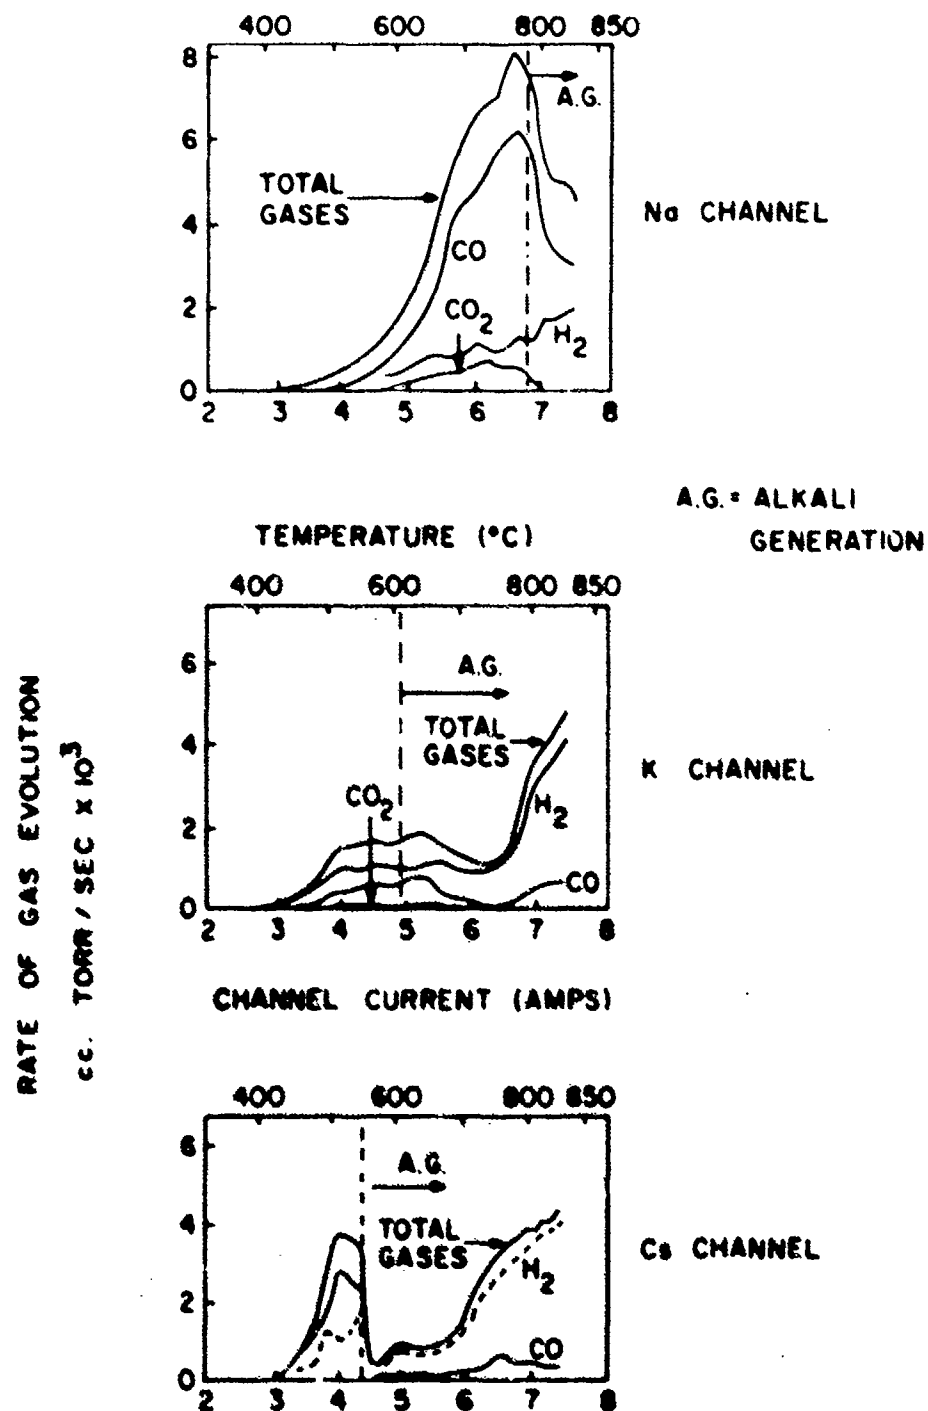 400 600 800 850
8
6
4
2
0
A.G.
TOTAL
GASES
CO
CO2
H2
2 3 4 5 6 7 8
Na CHANNEL
A.G. = ALKALI
GENERATION
TEMPERATURE (°C)
400 600 800 850
6
4
2
0
A.G.
TOTAL
GASES
CO2
H2
CO
2 3 4 5 6 7 8
K CHANNEL
RATE OF GAS EVOLUTION
cc. TORR / SEC X 10³
CHANNEL CURRENT (AMPS)
400 600 800 850
6
4
2
0
A.G.
TOTAL
GASES
H2
CO
2 3 4 5 6 7 8
Cs CHANNEL